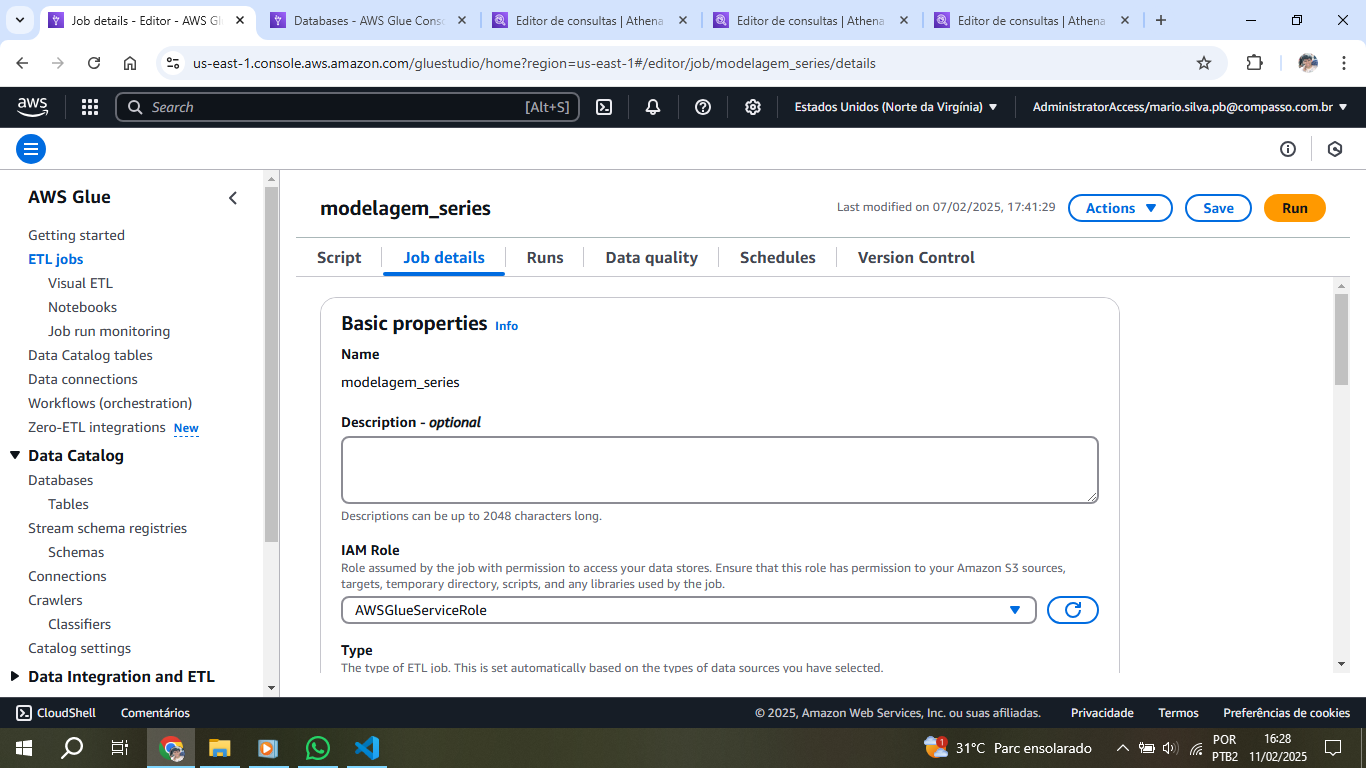 Job details - Editor - AWS Gl
Databases - AWS Glue Cons
Editor de consultas | Athena
Editor de consultas | Athena
Editor de consultas | Athena
us-east-1.console.aws.amazon.com/gluestudio/home?region=us-east-1#/editor/job/modelagem_series/details
aws
Search
[Alt+S]
Estados Unidos (Norte da Virgínia)
AdministratorAccess/mario.silva.pb@compasso.com.br
AWS Glue
Getting started
ETL jobs
Visual ETL
Notebooks
Job run monitoring
Data Catalog tables
Data connections
Workflows (orchestration)
Zero-ETL integrations New
Data Catalog
Databases
Tables
Stream schema registries
Schemas
Connections
Crawlers
Classifiers
Catalog settings
Data Integration and ETL
modelagem_series
Last modified on 07/02/2025, 17:41:29
Actions
Save
Run
Script
Job details
Runs
Data quality
Schedules
Version Control
Basic properties Info
Name
modelagem_series
Description - optional
Descriptions can be up to 2048 characters long.
IAM Role
Role assumed by the job with permission to access your data stores. Ensure that this role has permission to your Amazon S3 sources,
targets, temporary directory, scripts, and any libraries used by the job.
AWSGlueServiceRole
Type
The type of ETL job. This is set automatically based on the types of data sources you have selected.
CloudShell
Comentários
© 2025, Amazon Web Services, Inc. ou suas afiliadas.
Privacidade
Termos
Preferências de cookies
1
31°C Parc ensolarado
POR
PTB2
16:28
11/02/2025